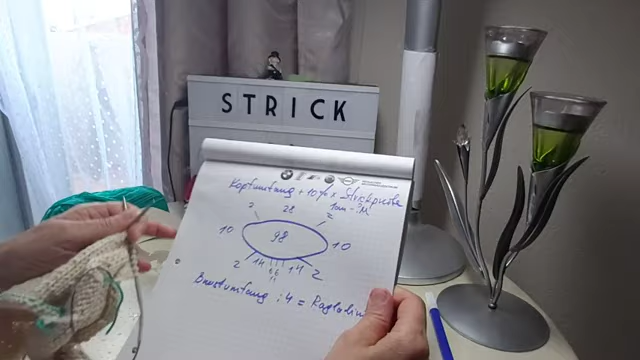 STRICK
Kopfumfang + 10% x Strickprobe
28 1cm - 3M
2 2
10 98 10
2 14 14 2
Brustumfang : 4 = Raglanlin